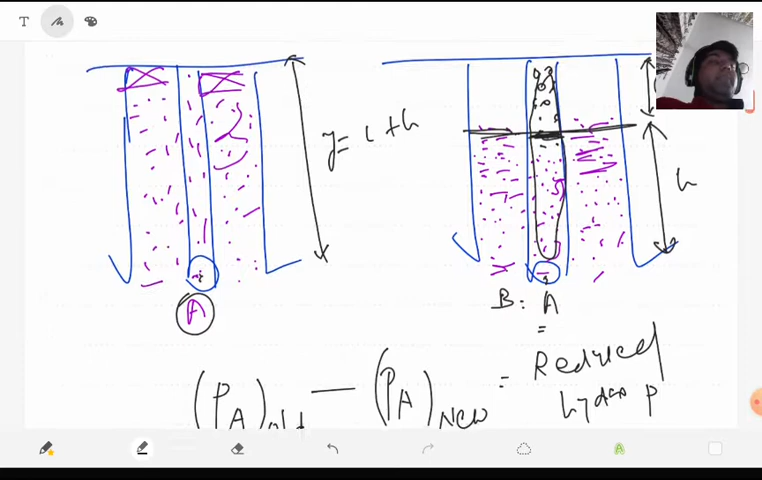 T
y = l + h
h
A
B: A
=
(PA)old — (PA)New = Reduced
hydro P
A